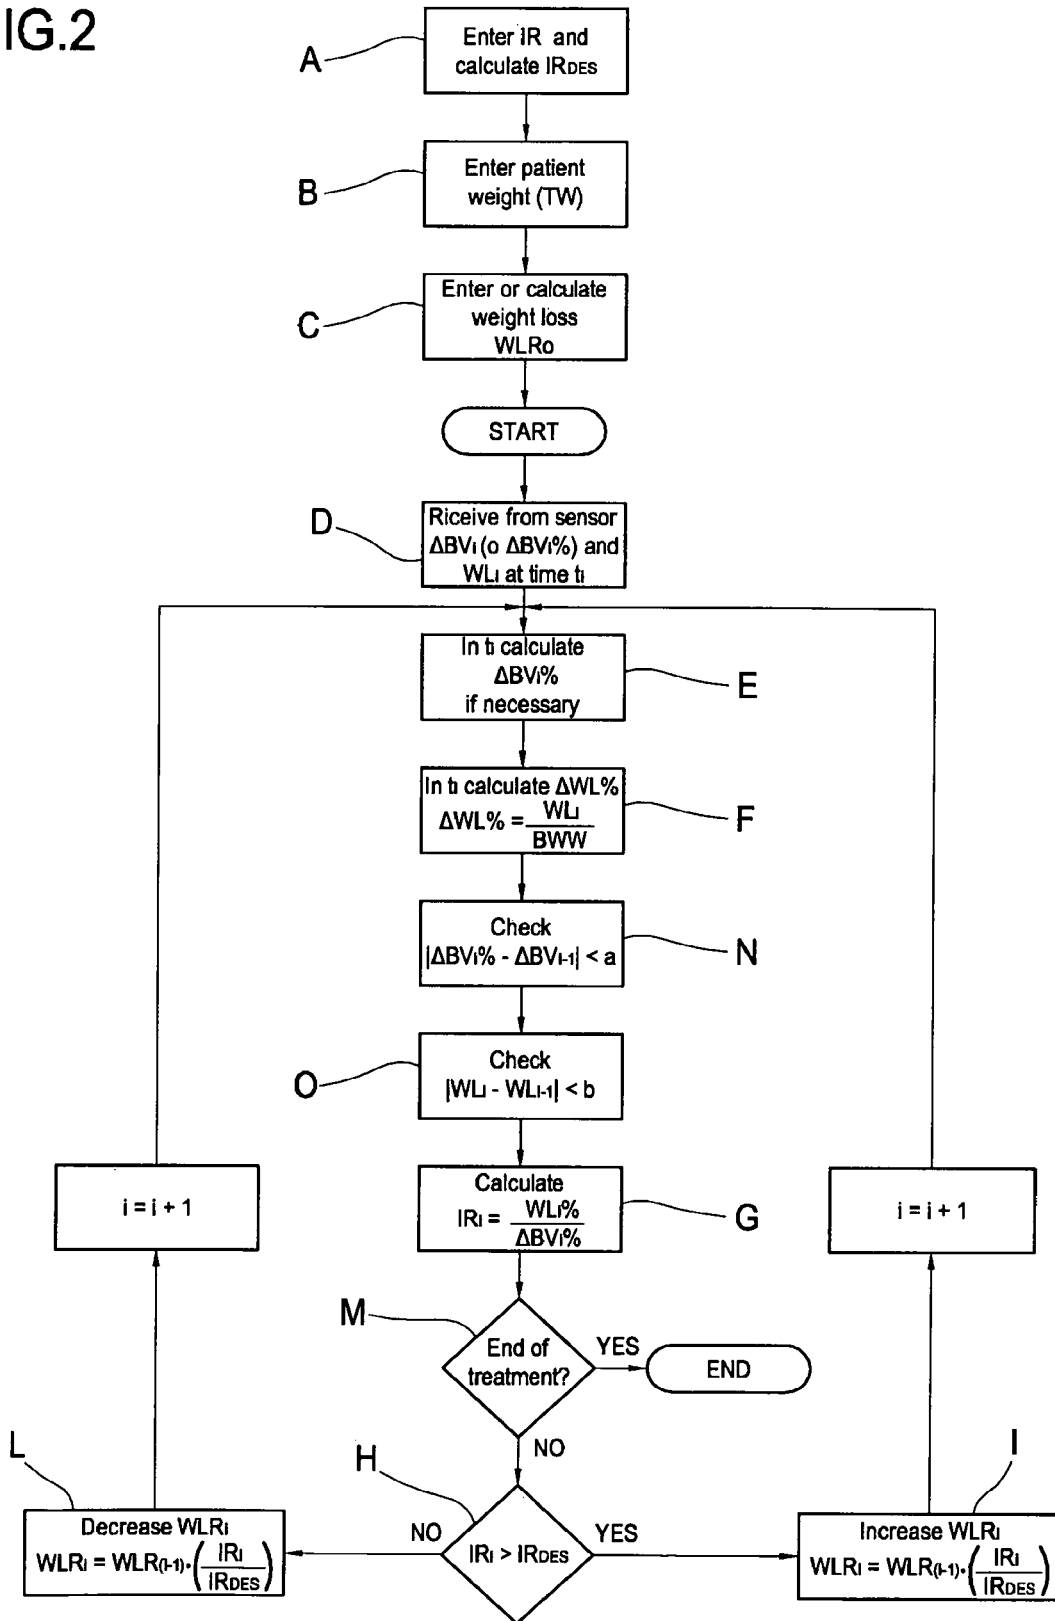 IG.2
A
Enter IR and
calculate IRDES
B
Enter patient
weight (TW)
C
Enter or calculate
weight loss
WLRo
START
D
Riceive from sensor
ΔBVi (o ΔBVi%) and
WLi at time ti
In ti calculate
ΔBVi%
if necessary
E
In ti calculate ΔWL%
ΔWL% = WLi / BWW
F
Check
|ΔBVi% - ΔBVi-1| < a
N
Check
|WLi - WLi-1| < b
O
Calculate
IRi = WLi% / ΔBVi%
G
i = i + 1
i = i + 1
M
End of
treatment?
YES
END
NO
H
IRi > IRDES
NO
YES
L
Decrease WLRi
WLRi = WLR(i-1)·(IRi / IRDES)
I
Increase WLRi
WLRi = WLR(i-1)·(IRi / IRDES)